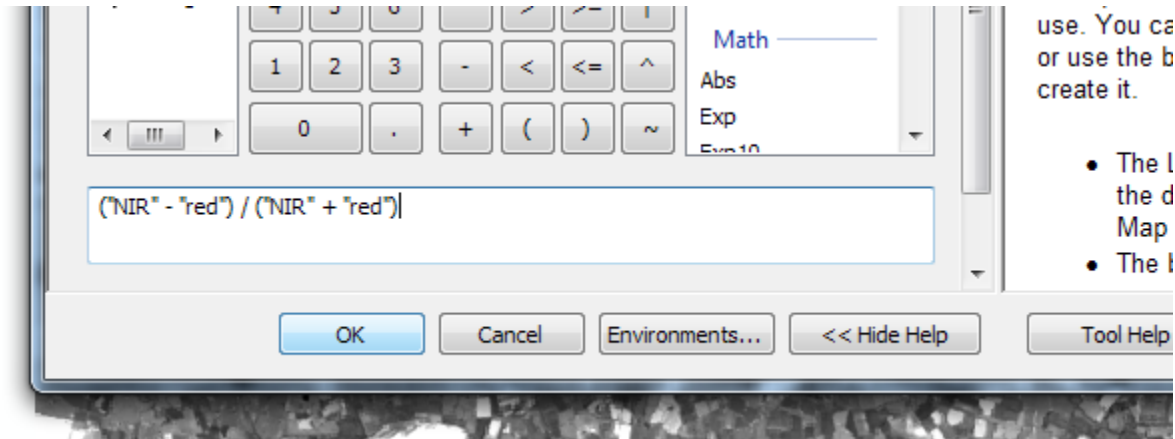 use. You ca
Math
or use the b
1 2 3 - < <= ^
Abs
create it.
Exp
0 . + ( ) ~
Exp10
• The L
("NIR" - "red") / ("NIR" + "red")
the d
Map
• The b
OK Cancel Environments... << Hide Help Tool Help